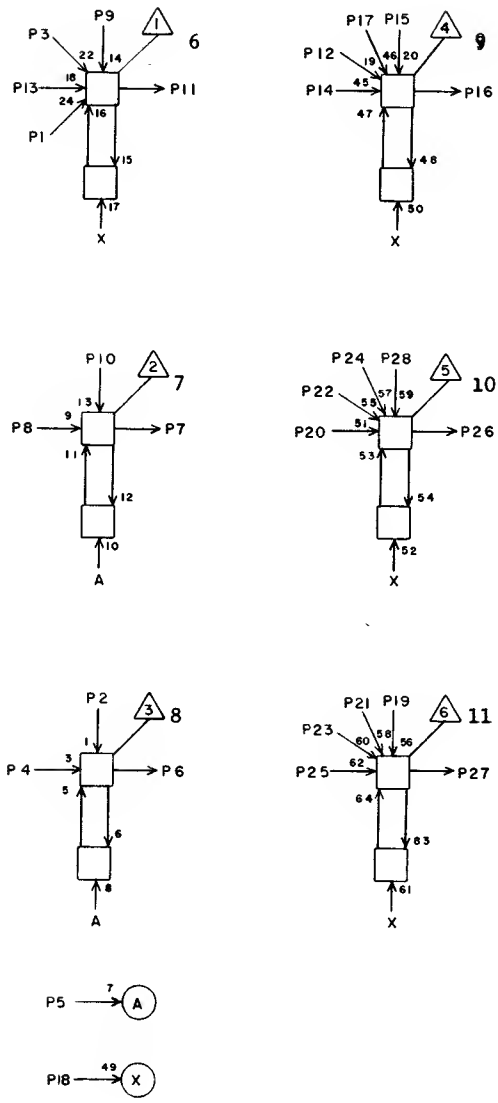 P9 1 6
P3
22 14
P13 18 P11
24 16
P1
15
17
X
P17 P15 4 9
P12 19 46 20
P14 45 P16
47
48
50
X
P10 2 7
13
P8 9 P7
11
12
10
A
P24 P28 5 10
P22 55 57 59
P20 51 P26
53
54
52
X
P2 3 8
1
P4 3 P6
5
6
8
A
P21 P19 6 11
P23 60 58 56
P25 62 P27
64
63
61
X
P5 7 A
P18 49 X